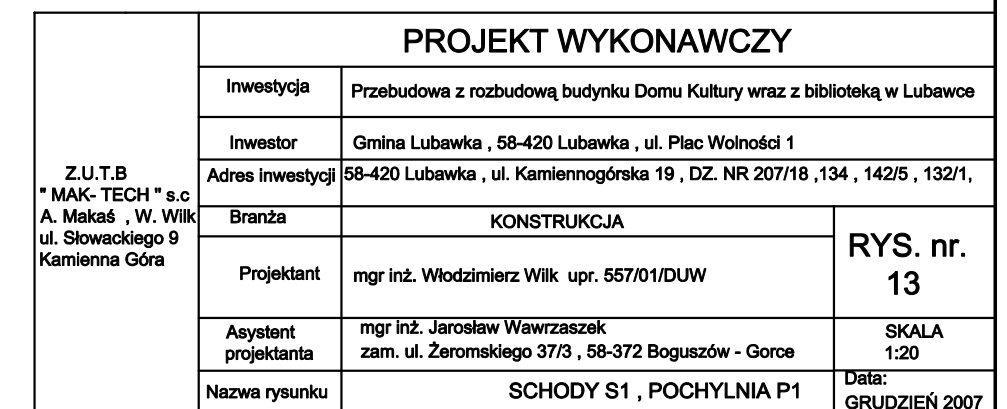 PROJEKT WYKONAWCZY
Inwestycja
Przebudowa z rozbudową budynku Domu Kultury wraz z biblioteką w Lubawce
Inwestor
Gmina Lubawka , 58-420 Lubawka , ul. Plac Wolności 1
Z.U.T.B
" MAK- TECH " s.c
A. Makaś , W. Wilk
ul. Słowackiego 9
Kamienna Góra
Adres inwestycji
58-420 Lubawka , ul. Kamiennogórska 19 , DZ. NR 207/18 ,134 , 142/5 , 132/1,
Branża
KONSTRUKCJA
RYS. nr.
13
Projektant
mgr inż. Włodzimierz Wilk upr. 557/01/DUW
Asystent
projektanta
mgr inż. Jarosław Wawrzaszek
zam. ul. Żeromskiego 37/3 , 58-372 Boguszów - Gorce
SKALA
1:20
Nazwa rysunku
SCHODY S1 , POCHYLNIA P1
Data:
GRUDZIEŃ 2007